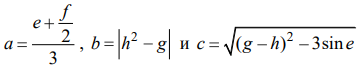 a = (e + f/2)/3 , b = |h² − g| и c = √((g − h)² − 3sin e)